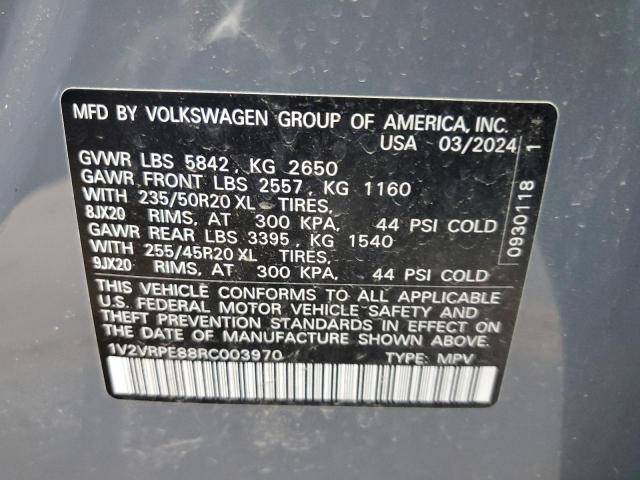 MFD BY VOLKSWAGEN GROUP OF AMERICA, INC.
USA 03/2024
GVWR LBS 5842, KG 2650
GAWR FRONT LBS 2557, KG 1160
WITH 235/50R20 XL TIRES,
8JX20 RIMS, AT 300 KPA, 44 PSI COLD
GAWR REAR LBS 3395, KG 1540
WITH 255/45R20 XL TIRES,
9JX20 RIMS, AT 300 KPA, 44 PSI COLD
THIS VEHICLE CONFORMS TO ALL APPLICABLE
U.S. FEDERAL MOTOR VEHICLE SAFETY AND
THEFT PREVENTION STANDARDS IN EFFECT ON
THE DATE OF MANUFACTURE SHOWN ABOVE.
1V2VRPE88RC003970 TYPE: MPV
0930118